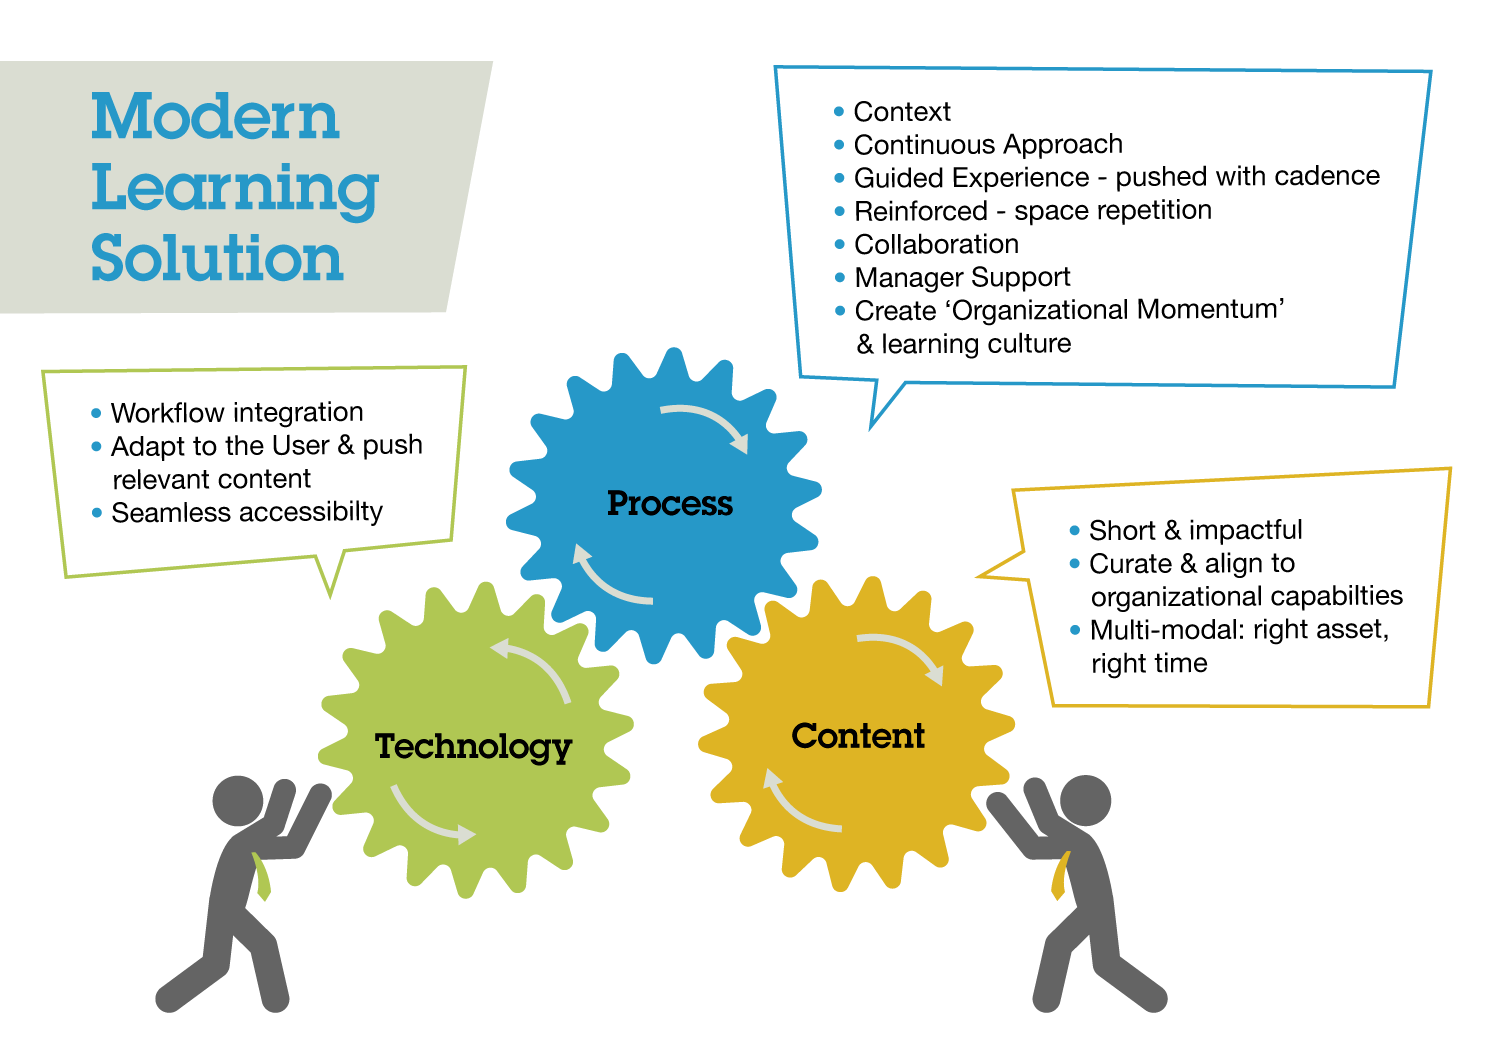 Modern
Learning
Solution
• Context
• Continuous Approach
• Guided Experience - pushed with cadence
• Reinforced - space repetition
• Collaboration
• Manager Support
• Create ‘Organizational Momentum’
& learning culture
• Workflow integration
• Adapt to the User & push
relevant content
• Seamless accessibilty
Process
• Short & impactful
• Curate & align to
organizational capabilties
• Multi-modal: right asset,
right time
Technology
Content